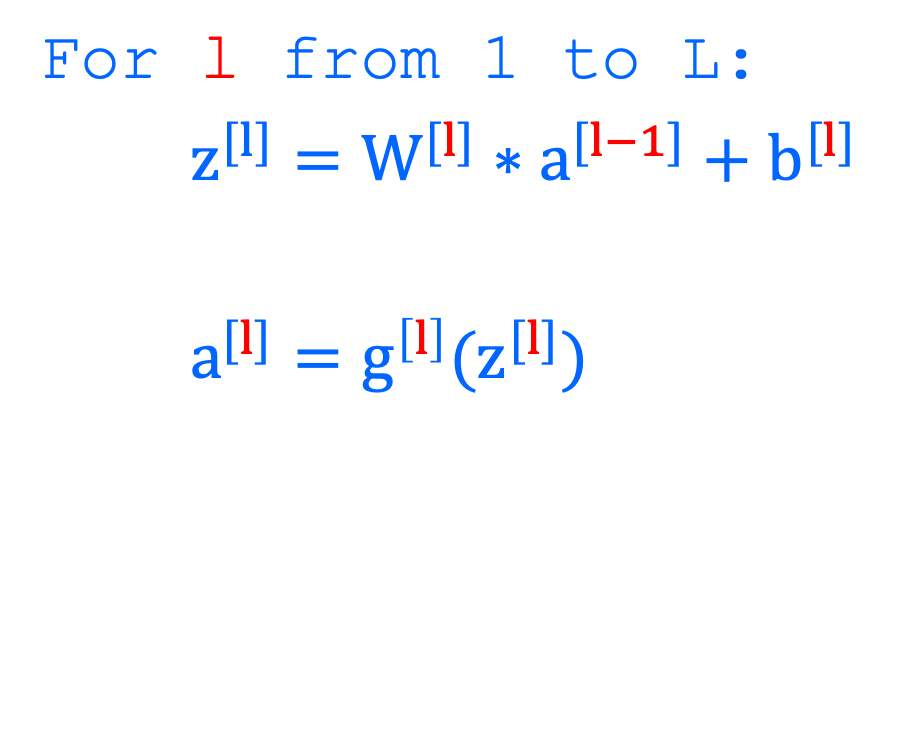 For l from 1 to L:
z^[l] = W^[l] * a^[l−1] + b^[l]
a^[l] = g^[l](z^[l])